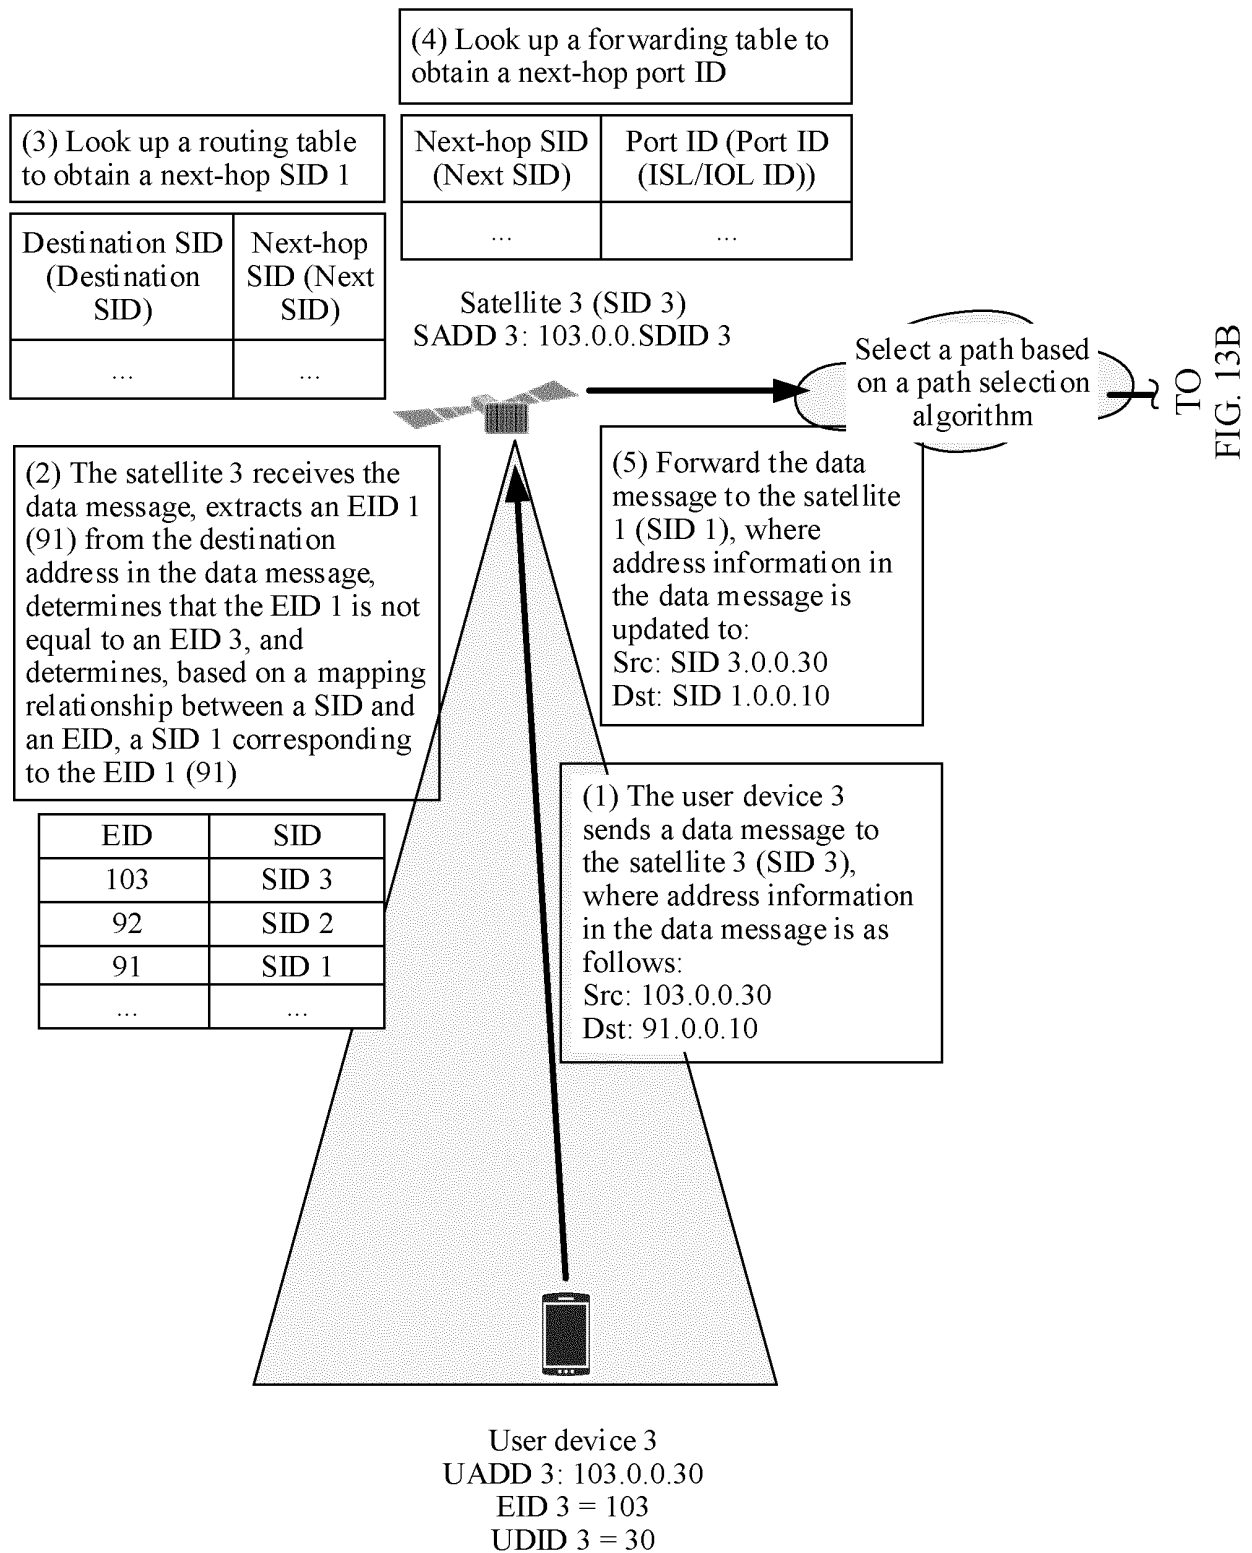 (4) Look up a forwarding table to
obtain a next-hop port ID
Next-hop SID
(Next SID)
Port ID (Port ID
(ISL/IOL ID))
...
...
(3) Look up a routing table
to obtain a next-hop SID 1
Destination SID
(Destination
SID)
Next-hop
SID (Next
SID)
...
...
Satellite 3 (SID 3)
SADD 3: 103.0.0.SDID 3
Select a path based
on a path selection
algorithm
TO
FIG. 13B
(2) The satellite 3 receives the
data message, extracts an EID 1
(91) from the destination
address in the data message,
determines that the EID 1 is not
equal to an EID 3, and
determines, based on a mapping
relationship between a SID and
an EID, a SID 1 corresponding
to the EID 1 (91)
(5) Forward the data
message to the satellite
1 (SID 1), where
address information in
the data message is
updated to:
Src: SID 3.0.0.30
Dst: SID 1.0.0.10
EID
SID
103
SID 3
92
SID 2
91
SID 1
...
...
(1) The user device 3
sends a data message to
the satellite 3 (SID 3),
where address information
in the data message is as
follows:
Src: 103.0.0.30
Dst: 91.0.0.10
User device 3
UADD 3: 103.0.0.30
EID 3 = 103
UDID 3 = 30